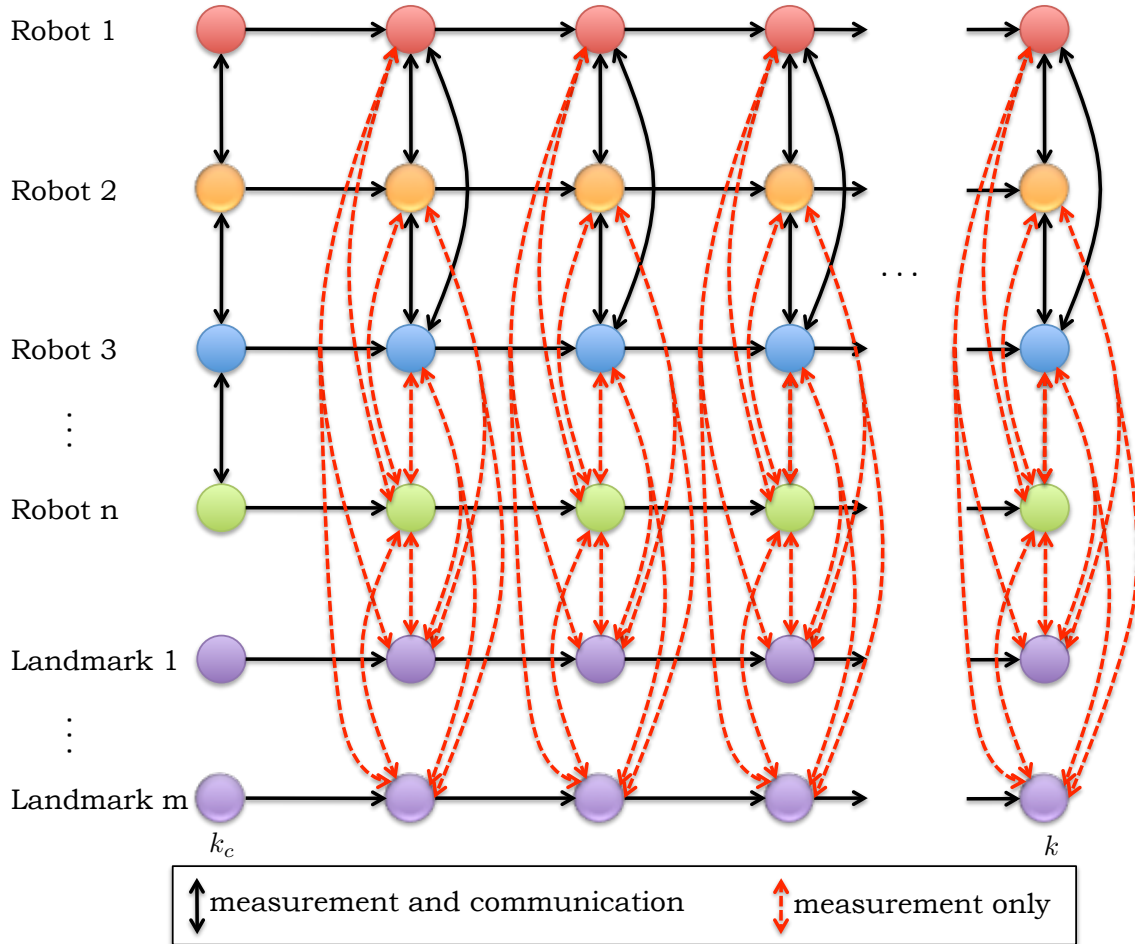 Robot 1
Robot 2
. . .
Robot 3
⋮
Robot n
Landmark 1
⋮
Landmark m
k_c
k
measurement and communication
measurement only